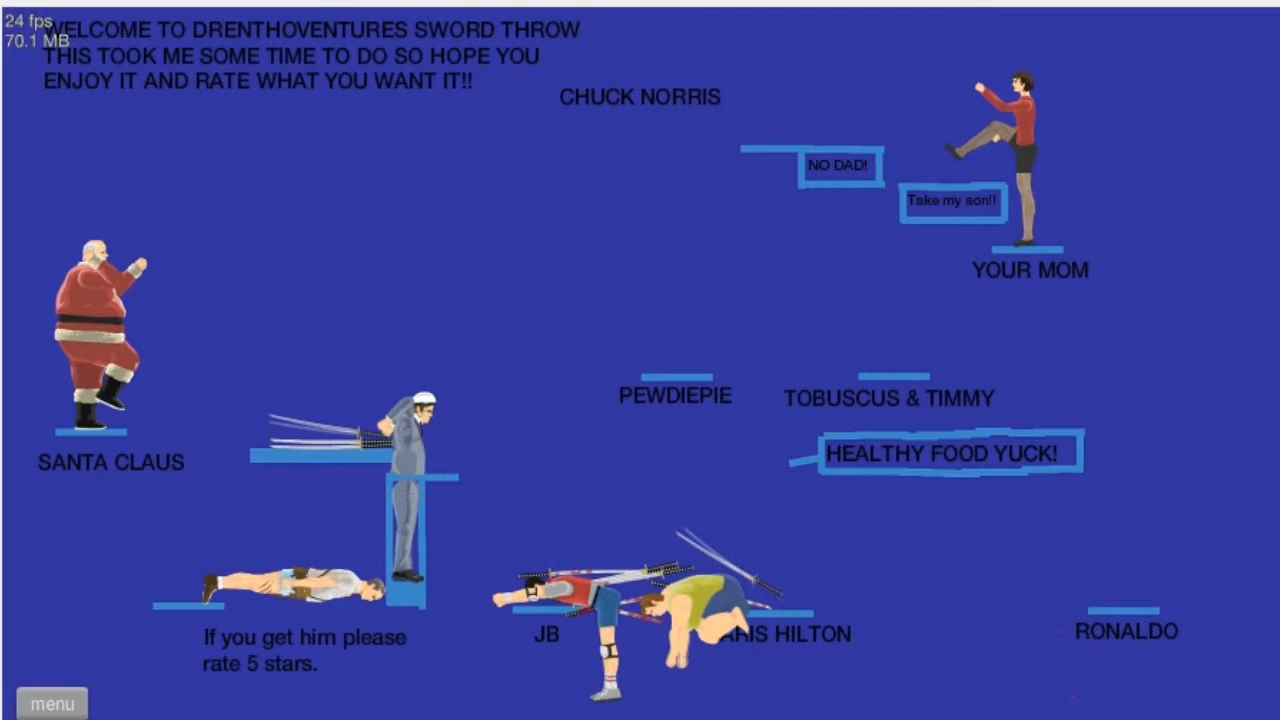 24 fps
70.1 MB
WELCOME TO DRENTHOVENTURES SWORD THROW
THIS TOOK ME SOME TIME TO DO SO HOPE YOU
ENJOY IT AND RATE WHAT YOU WANT IT!!
CHUCK NORRIS
NO DAD!
Take my son!!
YOUR MOM
PEWDIEPIE
TOBUSCUS & TIMMY
SANTA CLAUS
HEALTHY FOOD YUCK!
If you get him please
rate 5 stars.
JB
HILTON
RONALDO
menu